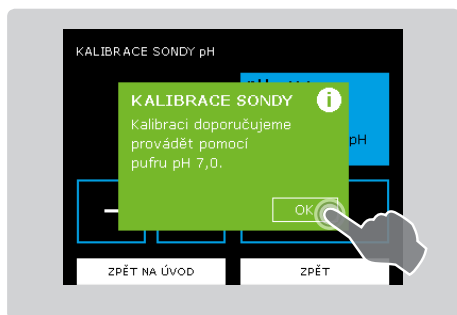 KALIBRACE SONDY pH
KALIBRACE SONDY i
Kalibraci doporučujeme
provádět pomocí
pufru pH 7,0.
pH
OK
ZPĚT NA ÚVOD
ZPĚT